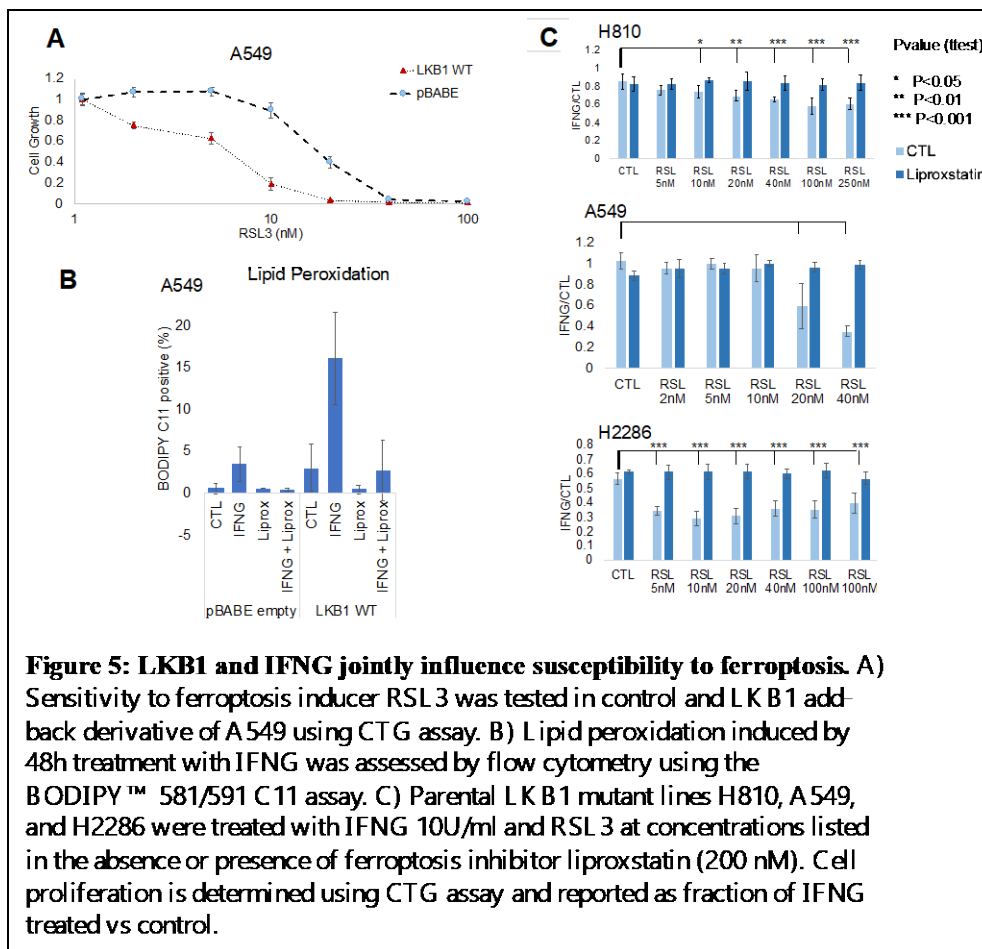 A
A549
LKB1 WT
pBABE
1.2
1
0.8
0.6
0.4
0.2
0
Cell Growth
1
10
100
RSL3 (nM)
B
A549
Lipid Peroxidation
BODIPY C11 positive (%)
20
15
10
5
0
-5
CTL
IFNG
Liprox
IFNG + Liprox
CTL
IFNG
Liprox
IFNG + Liprox
pBABE empty
LKB1 WT
C
H810
* ** *** *** ***
1.2
1
0.8
0.6
0.4
0.2
0
IFNG/CTL
CTL RSL RSL RSL RSL RSL RSL
5nM 10nM 20nM 40nM 100nM 250nM
Pvalue (ttest)
* P<0.05
** P<0.01
*** P<0.001
CTL
Liproxstatin
A549
1.2
1
0.8
0.6
0.4
0.2
0
IFNG/CTL
CTL RSL RSL RSL RSL RSL
2nM 5nM 10nM 20nM 40nM
H2286
*** *** *** *** *** ***
0.8
0.7
0.6
0.5
0.4
0.3
0.2
0.1
0
IFNG/CTL
CTL RSL RSL RSL RSL RSL RSL
5nM 10nM 20nM 40nM 100nM 100nM
Figure 5: LKB1 and IFNG jointly influence susceptibility to ferroptosis. A)
Sensitivity to ferroptosis inducer RSL3 was tested in control and LKB1 add-
back derivative of A549 using CTG assay. B) Lipid peroxidation induced by
48h treatment with IFNG was assessed by flow cytometry using the
BODIPY™ 581/591 C11 assay. C) Parental LKB1 mutant lines H810, A549,
and H2286 were treated with IFNG 10U/ml and RSL3 at concentrations listed
in the absence or presence of ferroptosis inhibitor liproxstatin (200 nM). Cell
proliferation is determined using CTG assay and reported as fraction of IFNG
treated vs control.